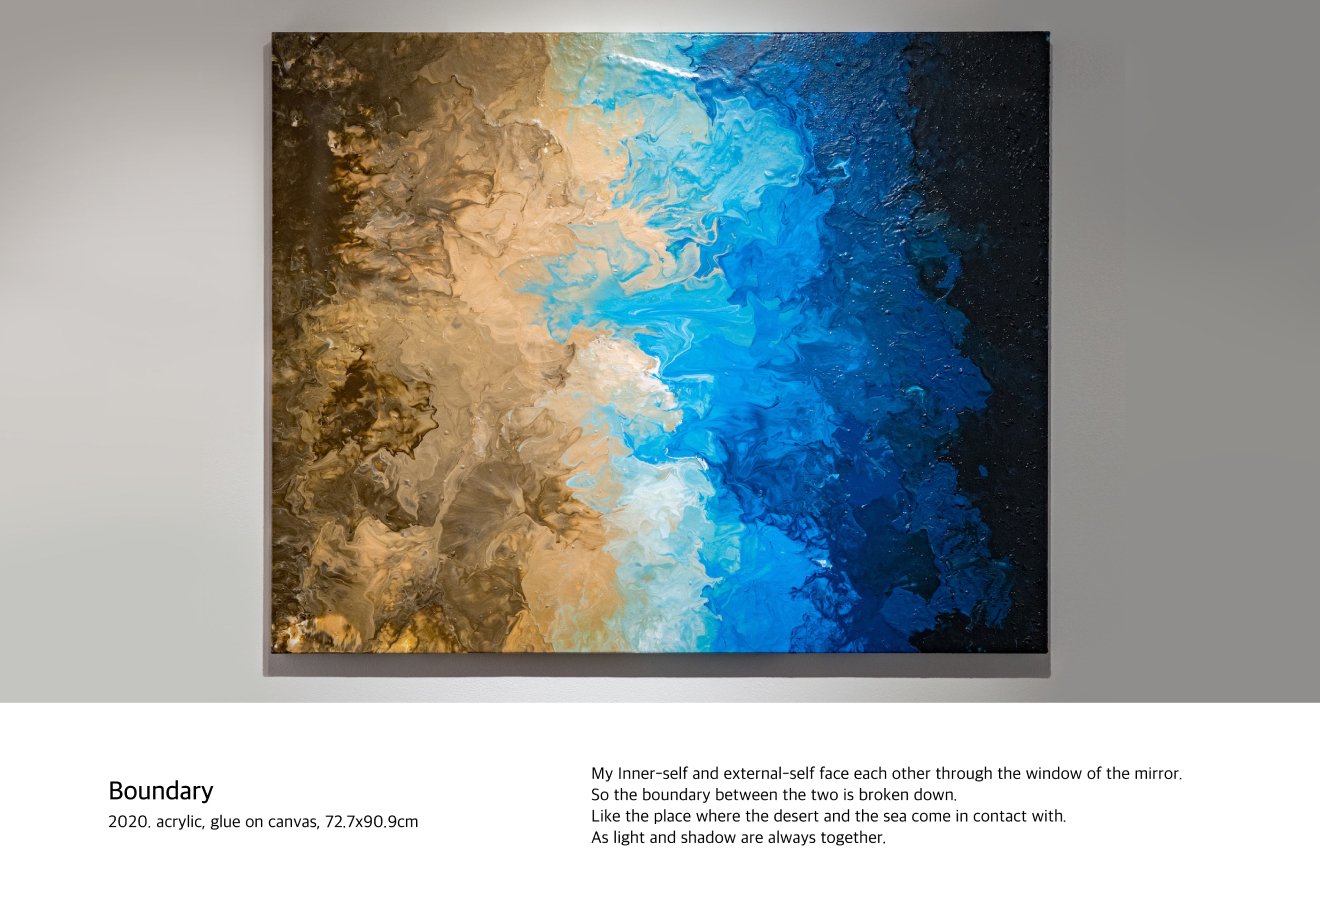 Boundary
2020. acrylic, glue on canvas, 72.7x90.9cm
My Inner-self and external-self face each other through the window of the mirror.
So the boundary between the two is broken down.
Like the place where the desert and the sea come in contact with.
As light and shadow are always together.